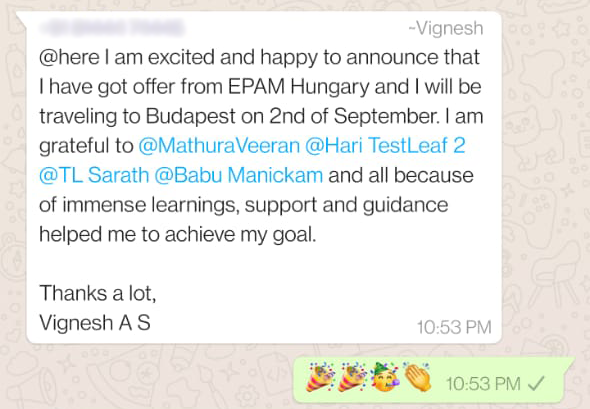 ~Vignesh
@here I am excited and happy to announce that
I have got offer from EPAM Hungary and I will be
traveling to Budapest on 2nd of September. I am
grateful to @MathuraVeeran @Hari TestLeaf 2
@TL Sarath @Babu Manickam and all because
of immense learnings, support and guidance
helped me to achieve my goal.
Thanks a lot,
Vignesh A S
10:53 PM
🎉🎉🥳👏 10:53 PM ✓